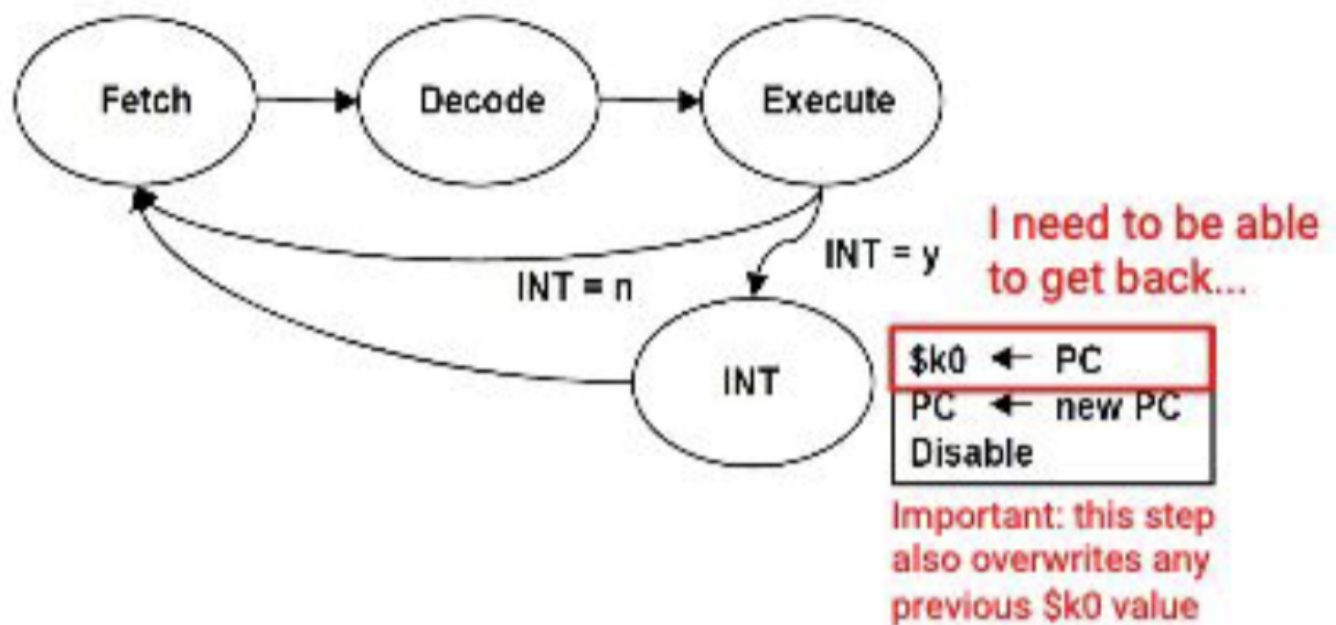 Fetch
Decode
Execute
INT = n
INT = y
I need to be able
to get back...
INT
$k0 ← PC
PC ← new PC
Disable
Important: this step
also overwrites any
previous $k0 value